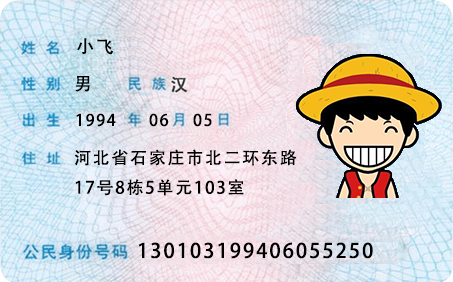 姓名 小飞
性别 男 民族 汉
出生 1994 年 06 月 05 日
住址 河北省石家庄市北二环东路
17号8栋5单元103室
公民身份号码 130103199406055250